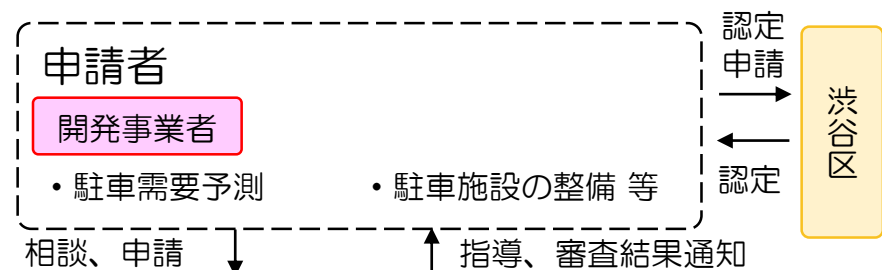 申請者
開発事業者
・駐車需要予測
・駐車施設の整備 等
認定
申請
認定
渋谷区
相談、申請
指導、審査結果通知